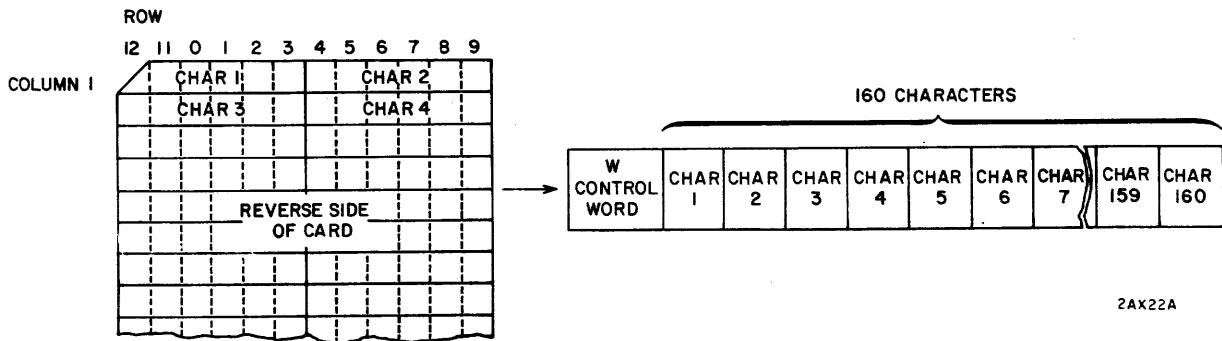 ROW
12 11 0 1 2 3 4 5 6 7 8 9
COLUMN 1
CHAR 1 CHAR 2
CHAR 3 CHAR 4
REVERSE SIDE
OF CARD
160 CHARACTERS
W
CONTROL
WORD
CHAR
1
CHAR
2
CHAR
3
CHAR
4
CHAR
5
CHAR
6
CHAR
7
CHAR
159
CHAR
160
2AX22A